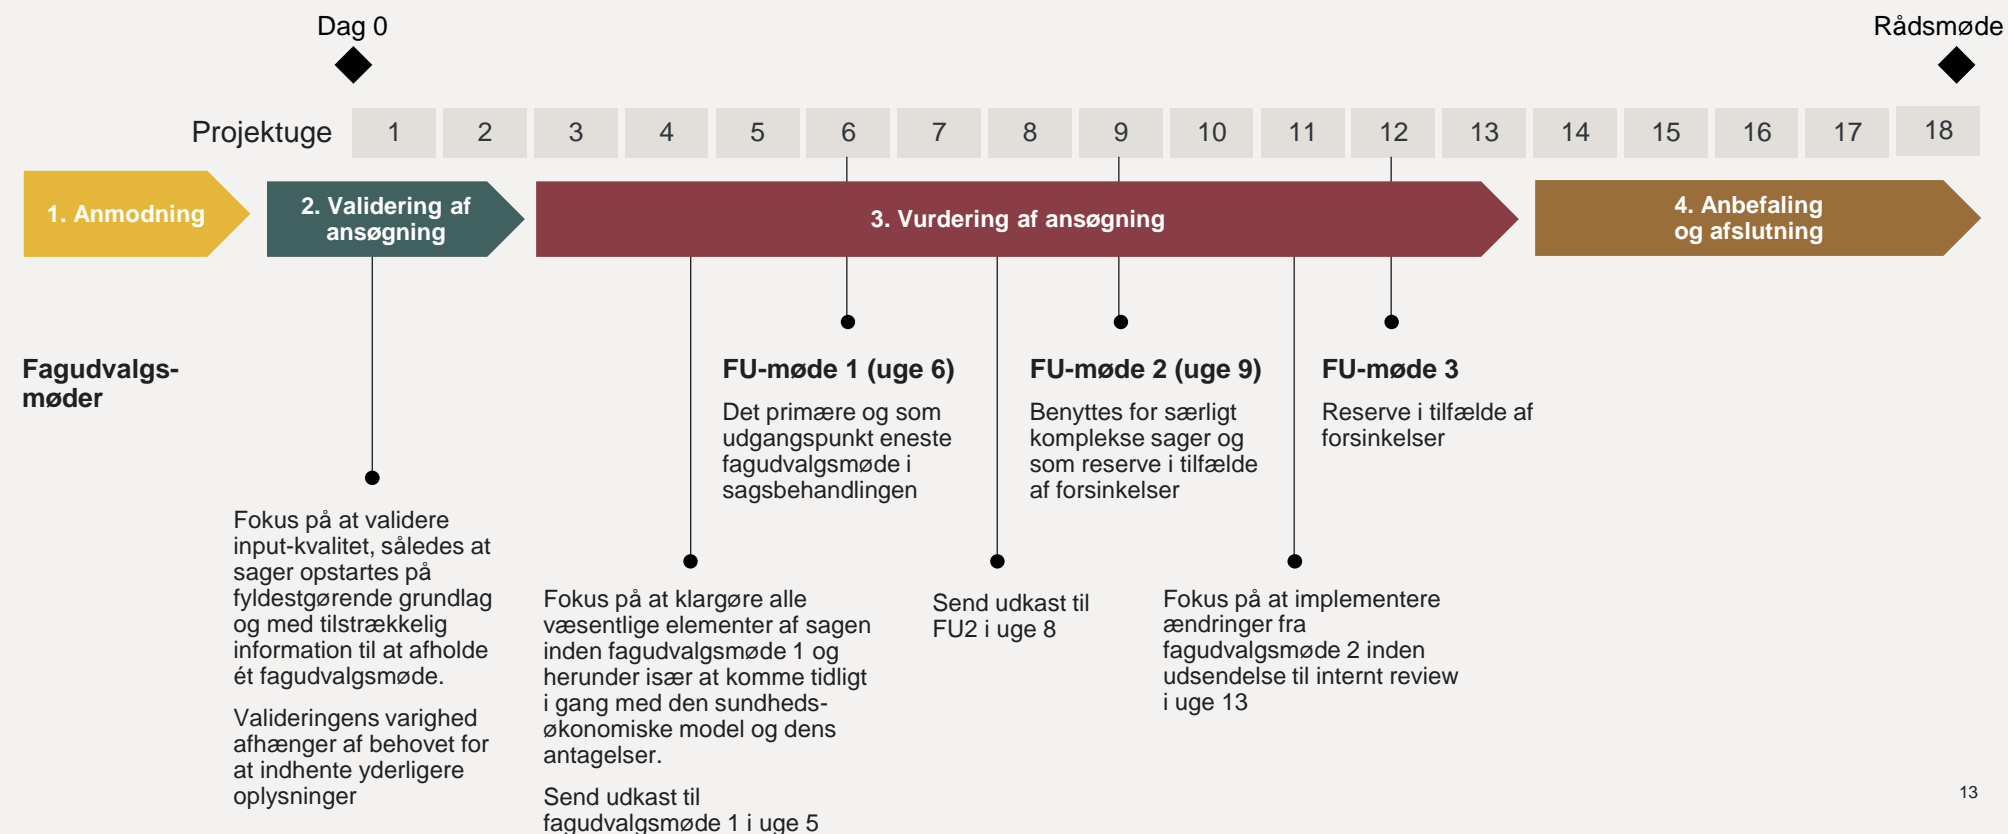 Dag 0
Rådsmøde
Projektuge 1 2 3 4 5 6 7 8 9 10 11 12 13 14 15 16 17 18
1. Anmodning
2. Validering af
ansøgning
3. Vurdering af ansøgning
4. Anbefaling
og afslutning
Fagudvalgs-
møder
FU-møde 1 (uge 6)
Det primære og som
udgangspunkt eneste
fagudvalgsmøde i
sagsbehandlingen
FU-møde 2 (uge 9)
Benyttes for særligt
komplekse sager og
som reserve i tilfælde
af forsinkelser
FU-møde 3
Reserve i tilfælde af
forsinkelser
Fokus på at validere
input-kvalitet, således at
sager opstartes på
fyldestgørende grundlag
og med tilstrækkelig
information til at afholde
ét fagudvalgsmøde.
Valideringens varighed
afhænger af behovet for
at indhente yderligere
oplysninger
Fokus på at klargøre alle
væsentlige elementer af sagen
inden fagudvalgsmøde 1 og
herunder især at komme tidligt
i gang med den sundheds-
økonomiske model og dens
antagelser.
Send udkast til
fagudvalgsmøde 1 i uge 5
Send udkast til
FU2 i uge 8
Fokus på at implementere
ændringer fra
fagudvalgsmøde 2 inden
udsendelse til internt review
i uge 13
13